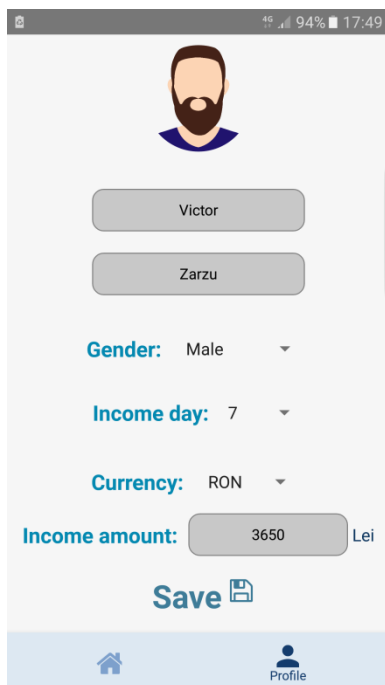 4G 94% 17:49
Victor
Zarzu
Gender: Male
Income day: 7
Currency: RON
Income amount: 3650 Lei
Save
Profile